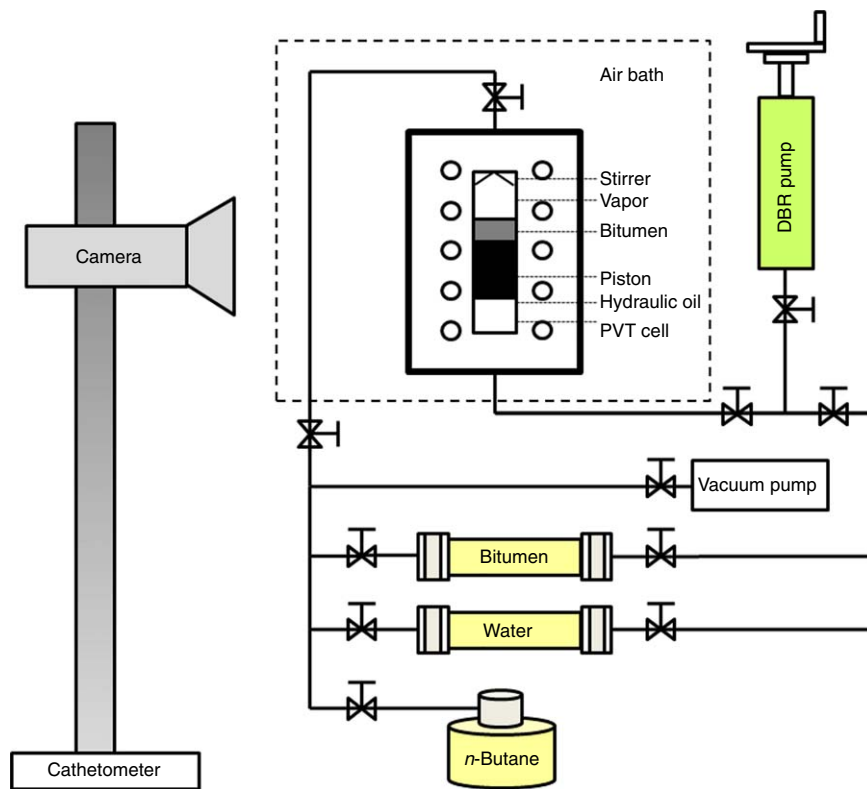 Air bath
Stirrer
Vapor
Bitumen
Piston
Hydraulic oil
PVT cell
DBR pump
Camera
Vacuum pump
Bitumen
Water
n-Butane
Cathetometer